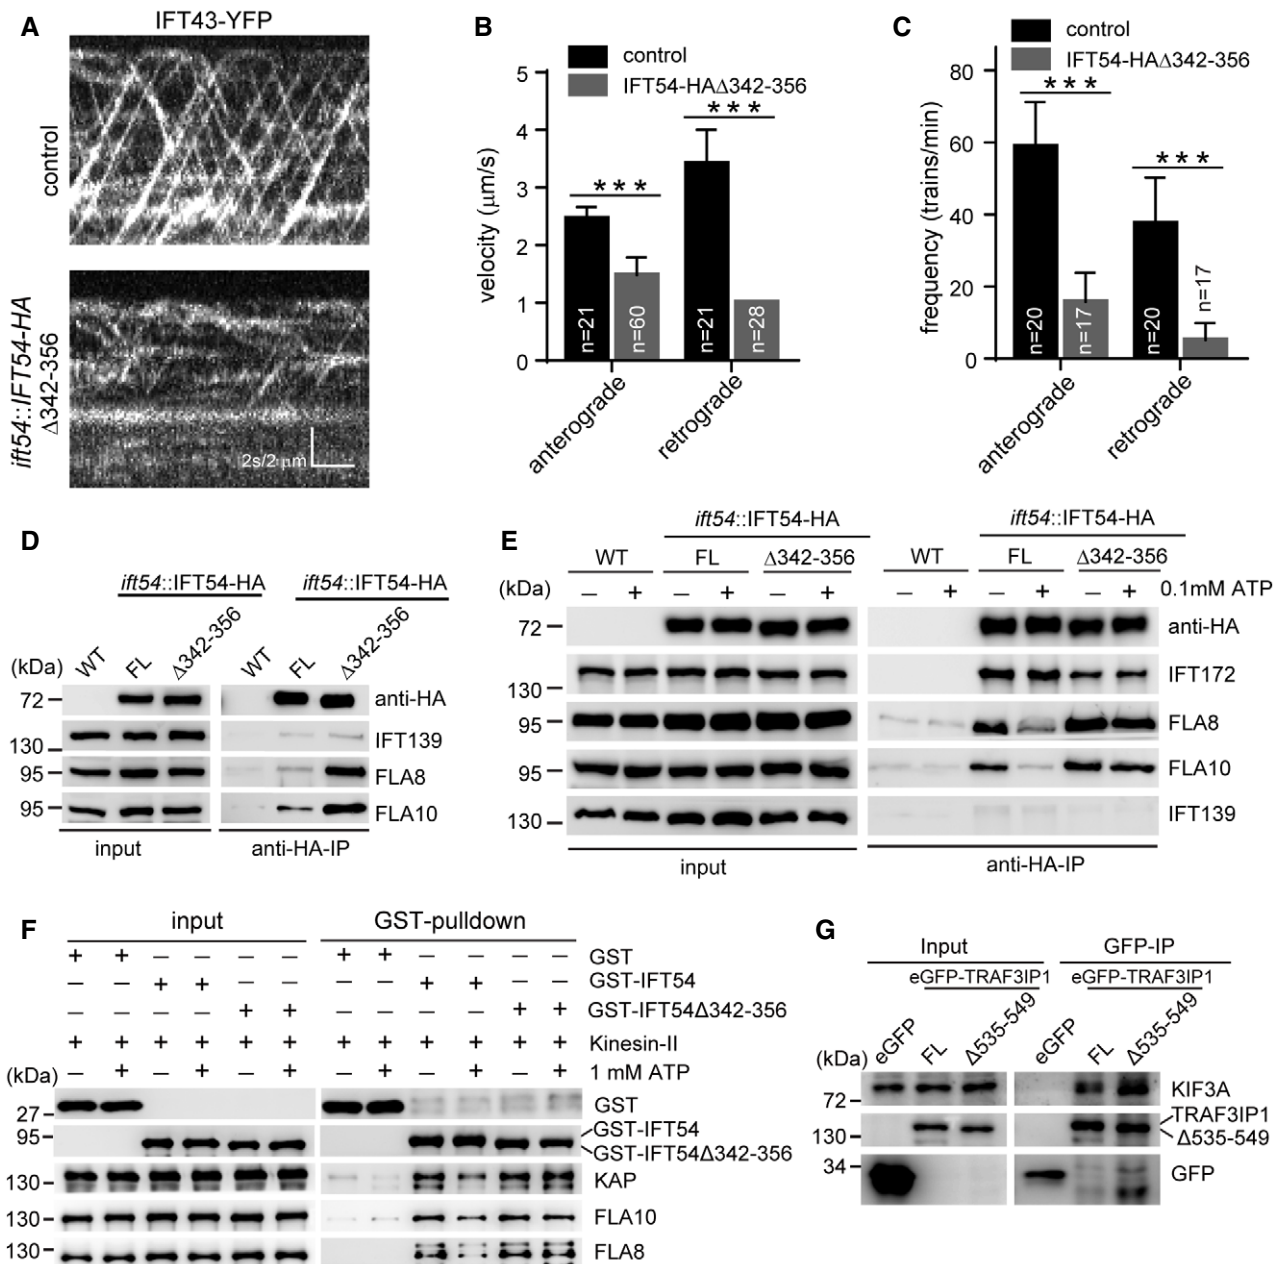 A
IFT43-YFP
control
ift54::IFT54-HA
Δ342-356
2s/2 μm
B
control
IFT54-HAΔ342-356
velocity (μm/s)
5
4
3
2
1
0
***
***
n=21
n=60
n=21
n=28
anterograde
retrograde
C
control
IFT54-HAΔ342-356
frequency (trains/min)
80
60
40
20
0
***
***
n=20
n=17
n=20
n=17
anterograde
retrograde
D
ift54::IFT54-HA
ift54::IFT54-HA
(kDa)
WT
FL
Δ342-356
WT
FL
Δ342-356
72
anti-HA
130
IFT139
95
FLA8
95
FLA10
input
anti-HA-IP
E
ift54::IFT54-HA
ift54::IFT54-HA
WT
FL
Δ342-356
WT
FL
Δ342-356
(kDa)
– + – + – + – + – + – + 0.1mM ATP
72
anti-HA
130
IFT172
95
FLA8
95
FLA10
130
IFT139
input
anti-HA-IP
F
input
GST-pulldown
+ + – – – – + + – – – – GST
– – + + – – – – + + – – GST-IFT54
– – – – + + – – – – + + GST-IFT54Δ342-356
+ + + + + + + + + + + + Kinesin-II
(kDa)
– + – + – + – + – + – + 1 mM ATP
27
GST
95
GST-IFT54
GST-IFT54Δ342-356
130
KAP
130
FLA10
130
FLA8
G
Input
GFP-IP
eGFP-TRAF3IP1
eGFP-TRAF3IP1
(kDa)
eGFP
FL
Δ535-549
eGFP
FL
Δ535-549
72
KIF3A
130
TRAF3IP1
Δ535-549
34
GFP